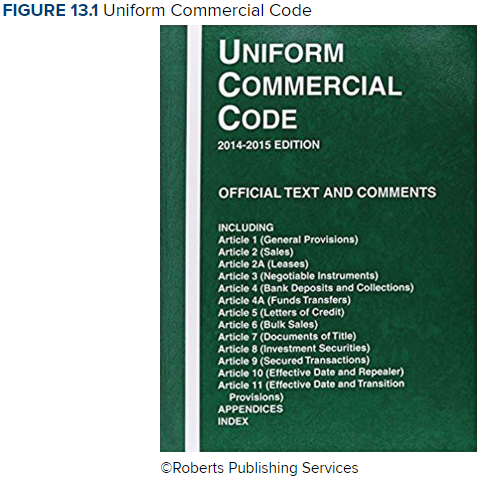 FIGURE 13.1 Uniform Commercial Code
UNIFORM
COMMERCIAL
CODE
2014-2015 EDITION
OFFICIAL TEXT AND COMMENTS
INCLUDING
Article 1 (General Provisions)
Article 2 (Sales)
Article 2A (Leases)
Article 3 (Negotiable Instruments)
Article 4 (Bank Deposits and Collections)
Article 4A (Funds Transfers)
Article 5 (Letters of Credit)
Article 6 (Bulk Sales)
Article 7 (Documents of Title)
Article 8 (Investment Securities)
Article 9 (Secured Transactions)
Article 10 (Effective Date and Repealer)
Article 11 (Effective Date and Transition
Provisions)
APPENDICES
INDEX
©Roberts Publishing Services